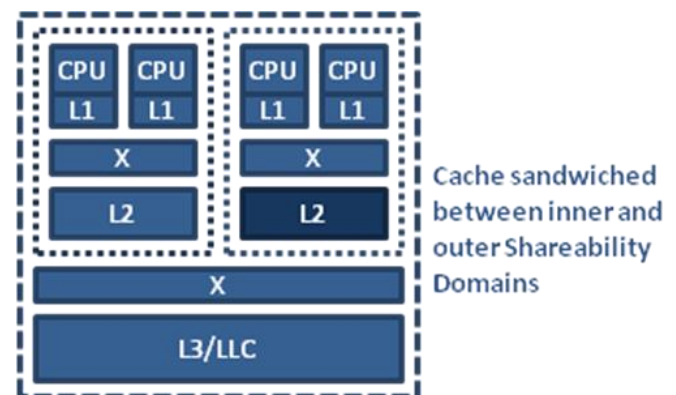 CPU CPU CPU CPU
L1 L1 L1 L1
X X
L2 L2
X
L3/LLC
Cache sandwiched
between inner and
outer Shareability
Domains